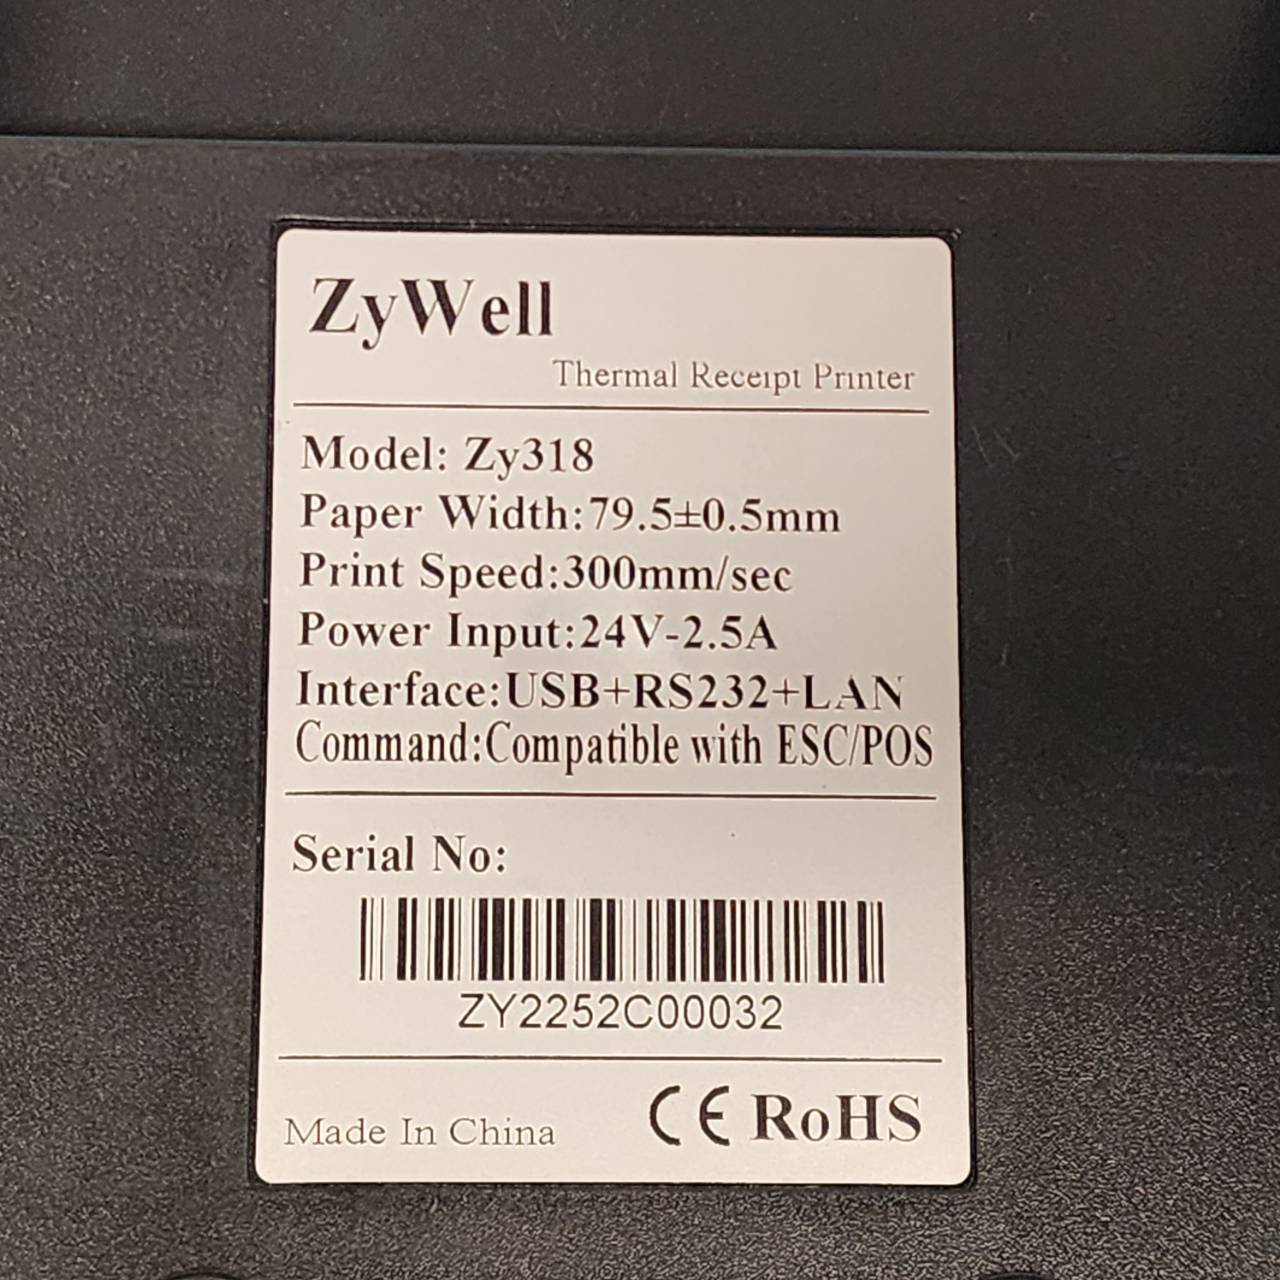 ZyWell
Thermal Receipt Printer
Model: Zy318
Paper Width:79.5±0.5mm
Print Speed:300mm/sec
Power Input:24V-2.5A
Interface:USB+RS232+LAN
Command:Compatible with ESC/POS
Serial No:
ZY2252C00032
Made In China CE RoHS